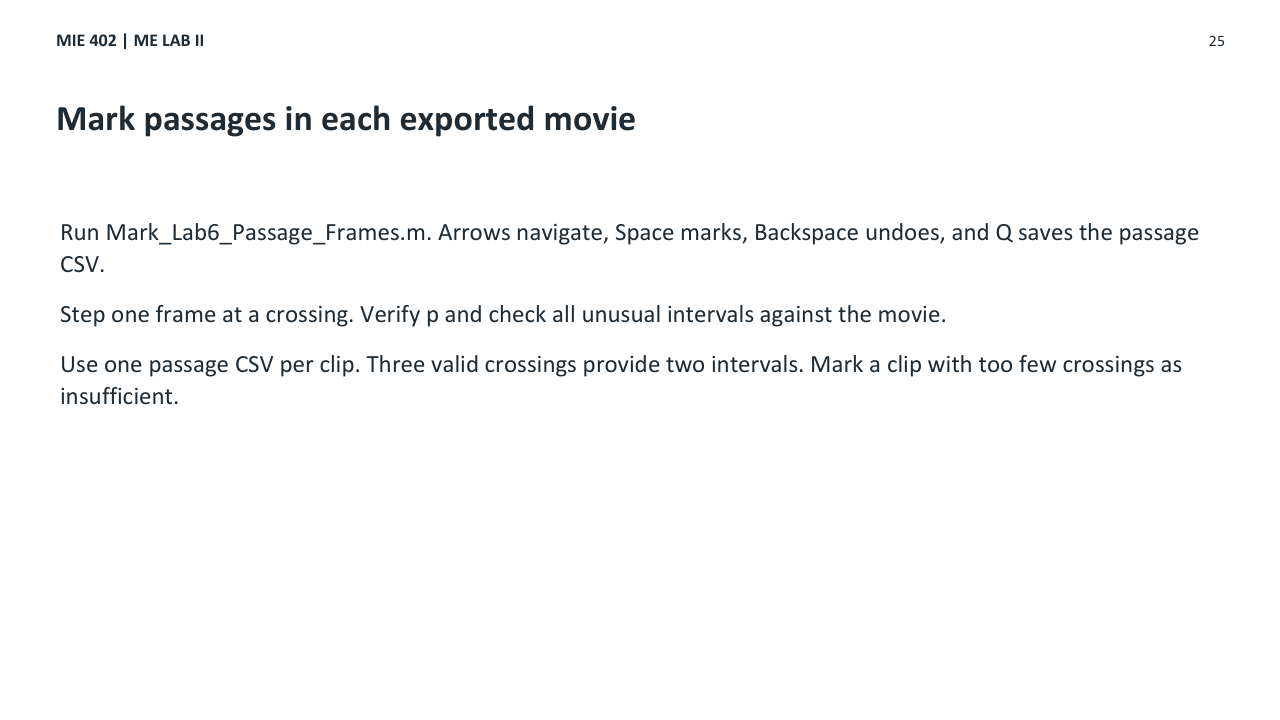 MIE 402 | ME LAB II
25
Mark passages in each exported movie
Run Mark_Lab6_Passage_Frames.m. Arrows navigate, Space marks, Backspace undoes, and Q saves the passage
CSV.
Step one frame at a crossing. Verify p and check all unusual intervals against the movie.
Use one passage CSV per clip. Three valid crossings provide two intervals. Mark a clip with too few crossings as
insufficient.